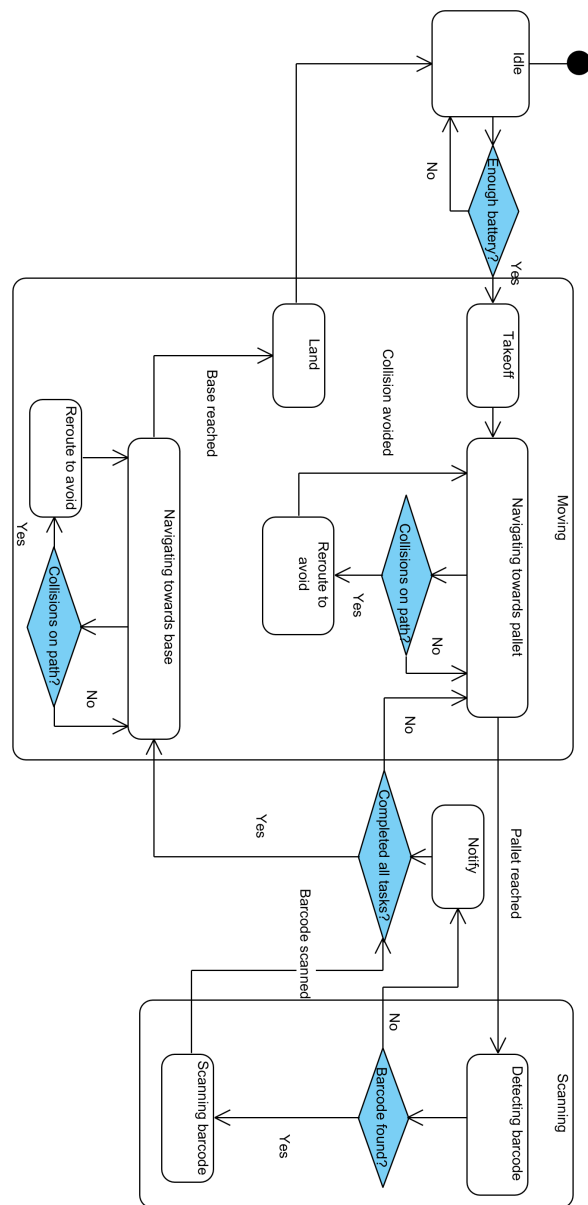 Idle
Enough battery?
No
Yes
Moving
Takeoff
Navigating towards pallet
Collisions on path?
No
Yes
Reroute to
avoid
Collision avoided
Land
Base reached
Navigating towards base
Collisions on path?
No
Yes
Reroute to avoid
Pallet reached
Notify
Completed all tasks?
No
Yes
Barcode scanned
Scanning
Detecting barcode
Barcode found?
No
Yes
Scanning barcode